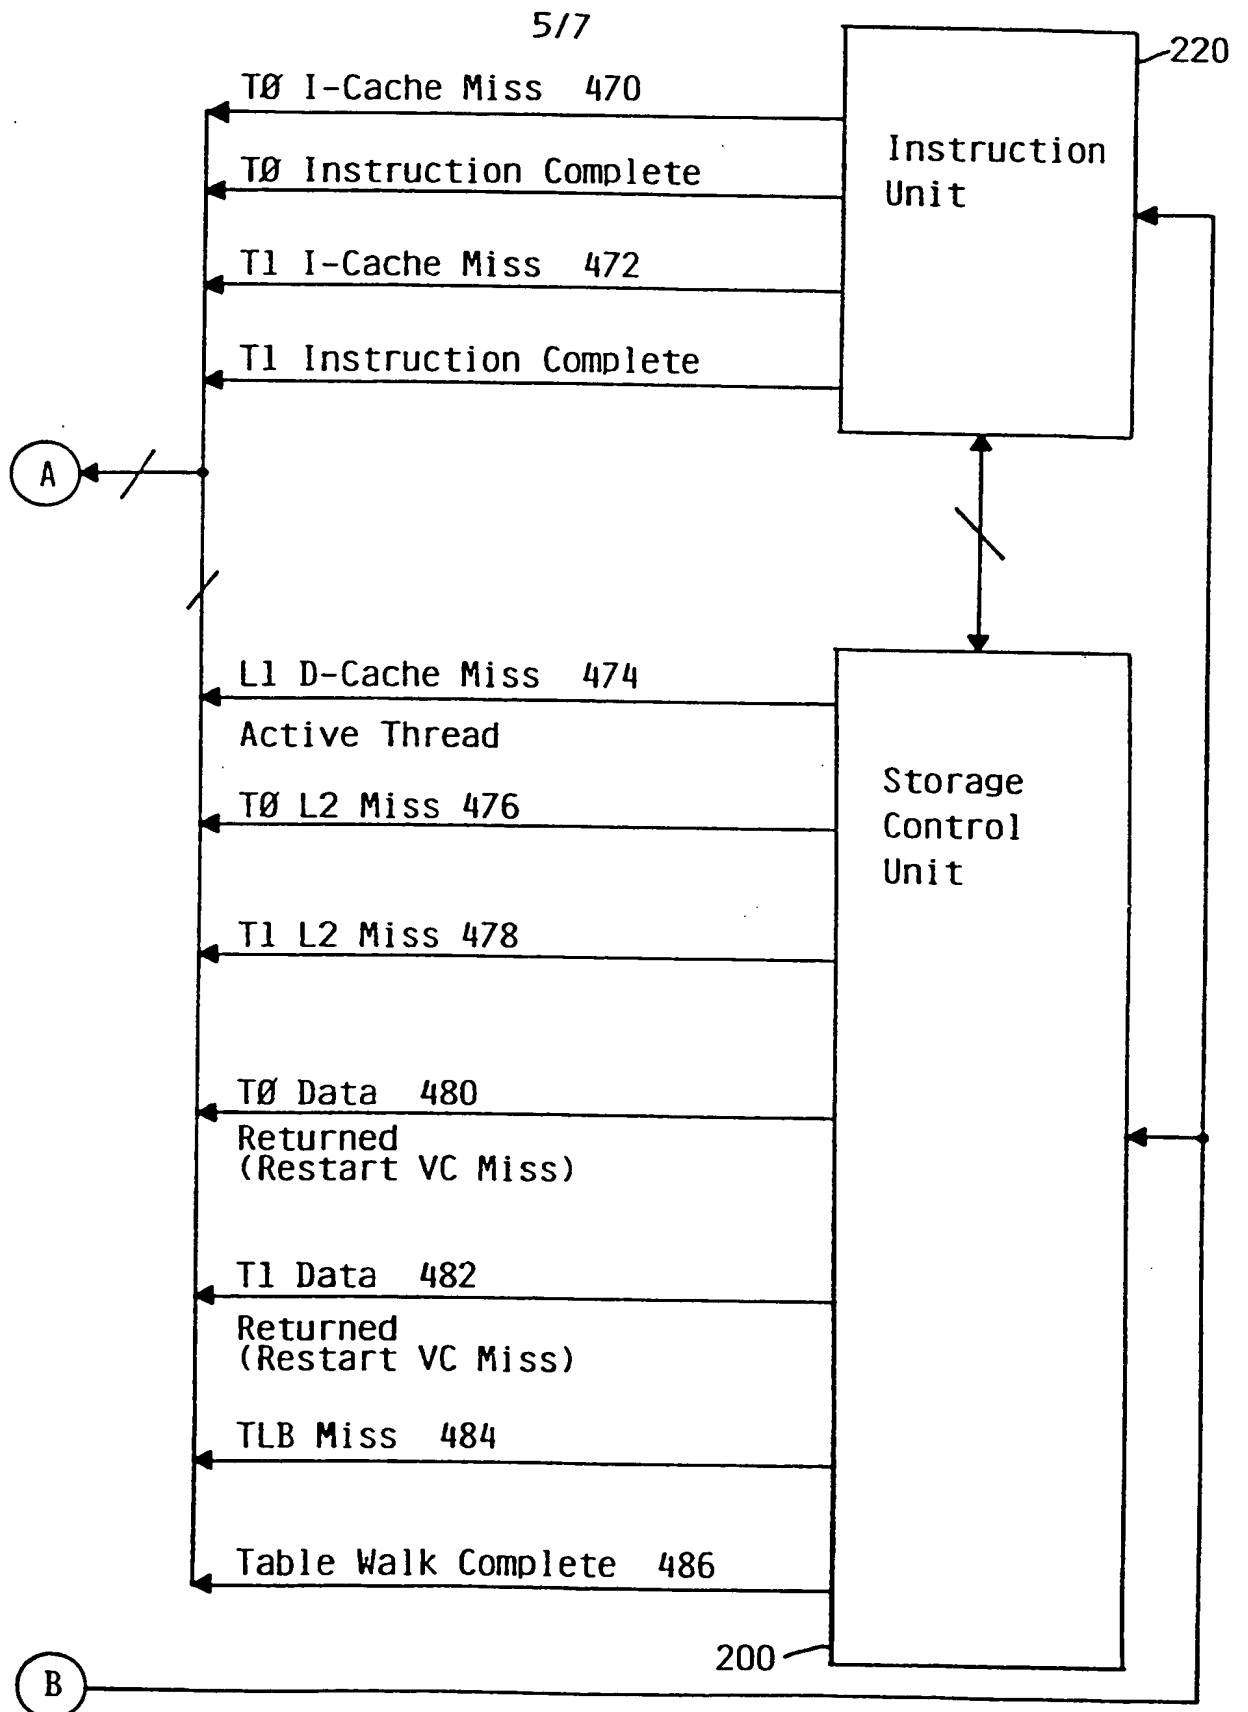 5/7
220
TØ I-Cache Miss 470
Instruction
Unit
TØ Instruction Complete
T1 I-Cache Miss 472
T1 Instruction Complete
A
L1 D-Cache Miss 474
Active Thread
Storage
Control
Unit
TØ L2 Miss 476
T1 L2 Miss 478
TØ Data 480
Returned
(Restart VC Miss)
T1 Data 482
Returned
(Restart VC Miss)
TLB Miss 484
Table Walk Complete 486
200
B